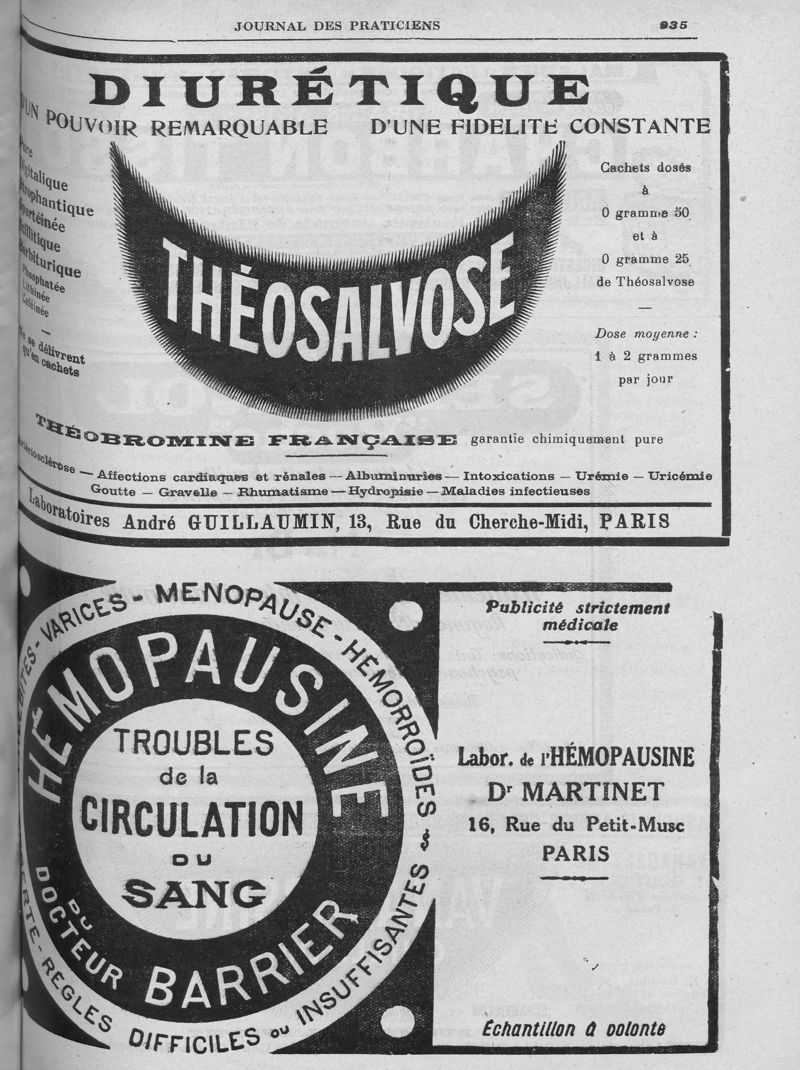 JOURNAL DES PRATICIENS 935
DIURÉTIQUE
D'UN POUVOIR REMARQUABLE D'UNE FIDELITÉ CONSTANTE
Pure
Digitalique
Strophantique
Spartéinée
Scillitique
Barbiturique
Phosphatée
Lithinée
Caféinée
—
Ne se délivrent
qu'en cachets
THÉOSALVOSE
Cachets dosés
à
0 gramme 50
et à
0 gramme 25
de Théosalvose
—
Dose moyenne :
1 à 2 grammes
par jour
THÉOBROMINE FRANÇAISE garantie chimiquement pure
Artériosclérose — Affections cardiaques et rénales — Albuminuries — Intoxications — Urémie — Uricémie
Goutte — Gravelle — Rhumatisme — Hydropisie — Maladies infectieuses
Laboratoires André GUILLAUMIN, 13, Rue du Cherche-Midi, PARIS
VARICES - MENOPAUSE - HÉMORROÏDES
HÉMOPAUSINE
TROUBLES
de la
CIRCULATION
DU
SANG
DU
DOCTEUR BARRIER
RÈGLES DIFFICILES OU INSUFFISANTES
Publicité strictement
médicale
Labor. de l'HÉMOPAUSINE
Dr MARTINET
16, Rue du Petit-Musc
PARIS
Échantillon à volonté